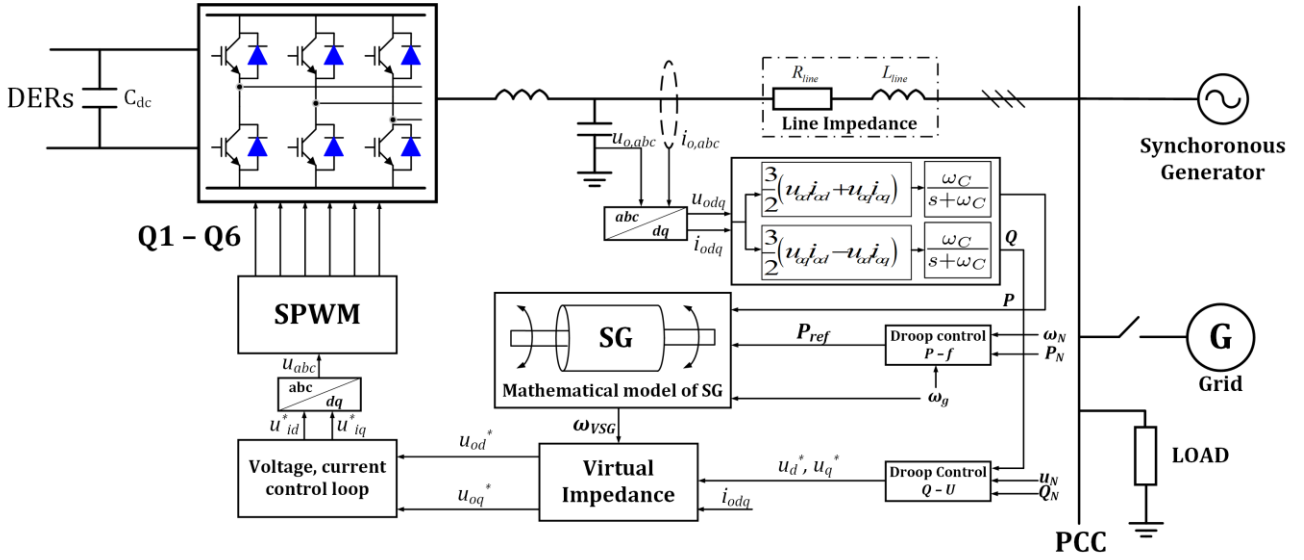 DERs
C_dc
Q1 – Q6
SPWM
u_abc
abc
dq
u*_id
u*_iq
Voltage, current
control loop
u_od*
u_oq*
R_line
L_line
Line Impedance
u_o,abc
i_o,abc
abc
dq
u_odq
i_odq
3/2(u_od i_od + u_oq i_oq)
ω_C/(s+ω_C)
3/2(u_oq i_od − u_od i_oq)
ω_C/(s+ω_C)
Q
P
SG
Mathematical model of SG
P_ref
Droop control
P – f
ω_N
P_N
ω_g
ω_VSG
Virtual
Impedance
i_odq
u_d*, u_q*
Droop Control
Q – U
u_N
Q_N
Synchoronous
Generator
G
Grid
LOAD
PCC